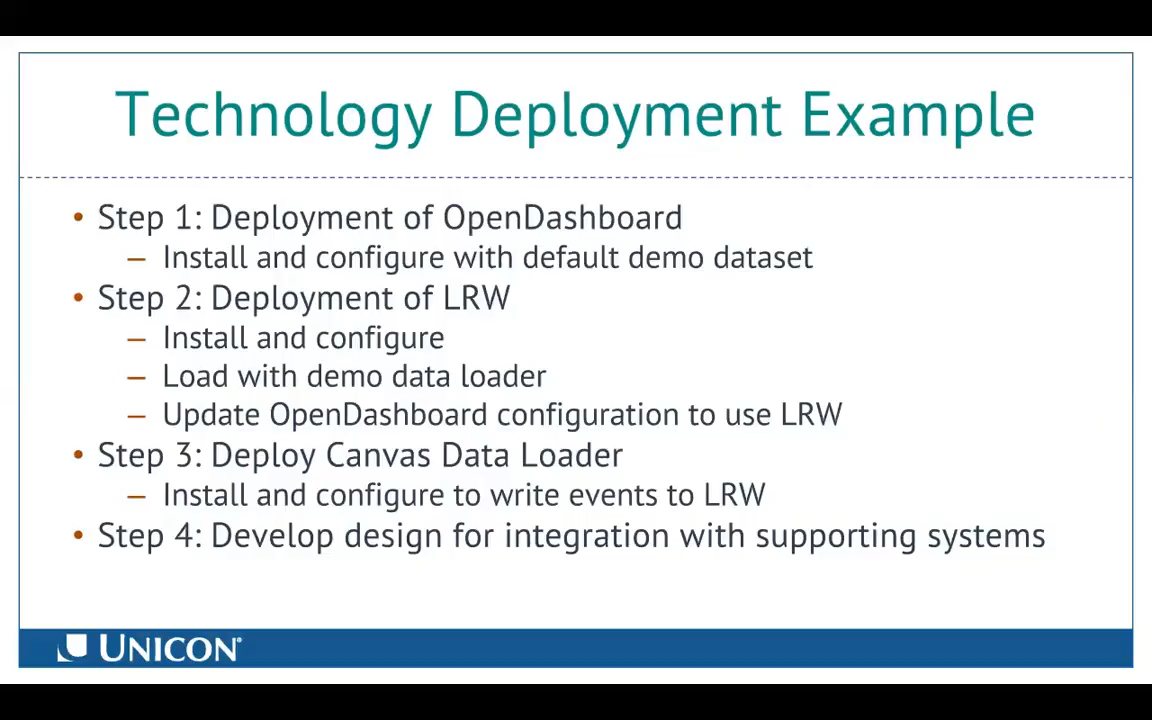 Technology Deployment Example
• Step 1: Deployment of OpenDashboard
– Install and configure with default demo dataset
• Step 2: Deployment of LRW
– Install and configure
– Load with demo data loader
– Update OpenDashboard configuration to use LRW
• Step 3: Deploy Canvas Data Loader
– Install and configure to write events to LRW
• Step 4: Develop design for integration with supporting systems
UNICON®